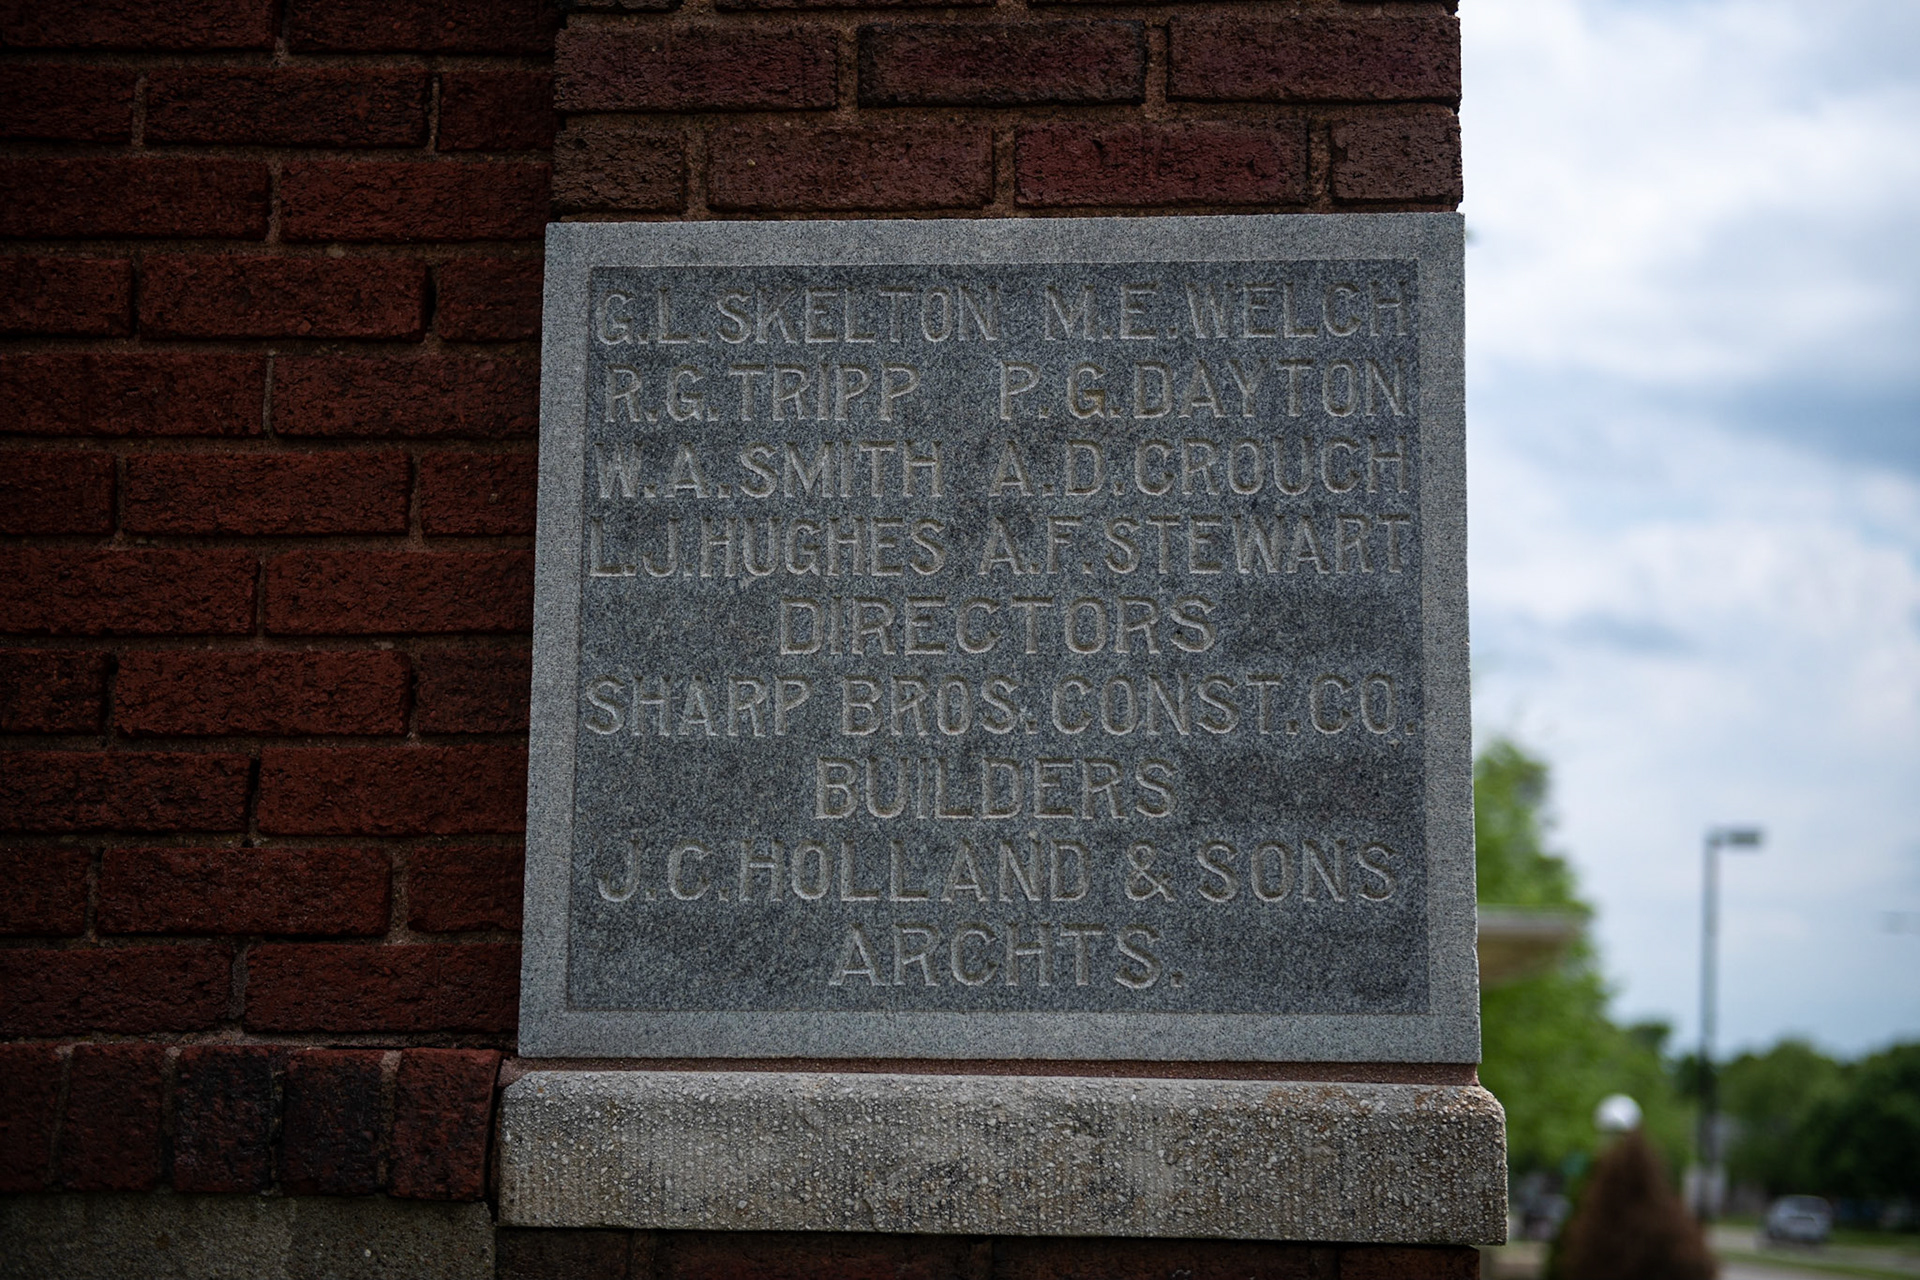 G.L.SKELTON M.E.WELCH
R.G.TRIPP P.G.DAYTON
W.A.SMITH A.D.CROUCH
L.J.HUGHES A.F.STEWART
DIRECTORS
SHARP BROS.CONST.CO.
BUILDERS
J.C.HOLLAND & SONS
ARCHTS.